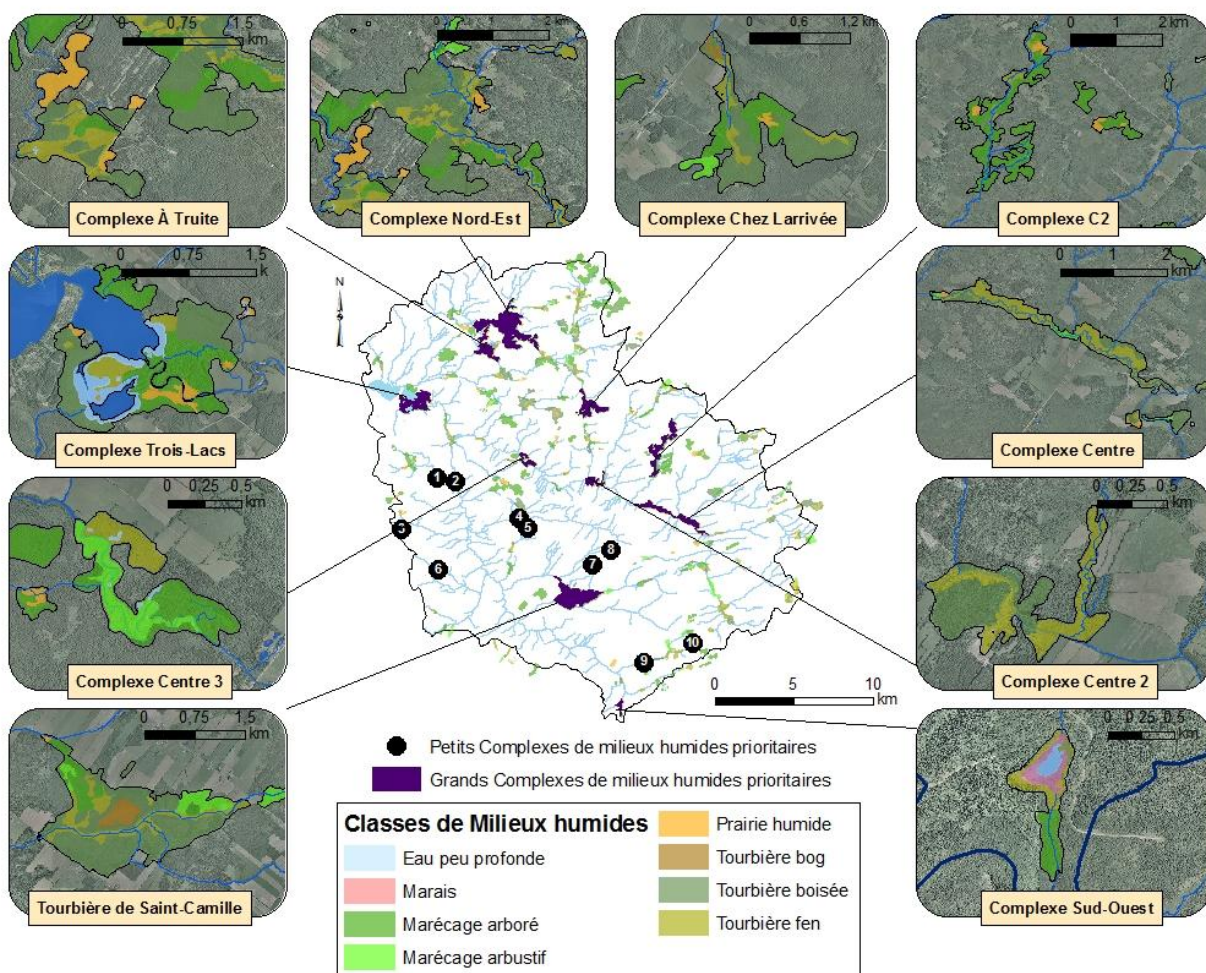 0 0,75 1,5
km
Complexe À Truite
0 1 2
km
Complexe Nord-Est
0 0,6 1,2
km
Complexe Chez Larrivée
0 1 2
km
Complexe C2
0 0,75 1,5
k
Complexe Trois-Lacs
N
0 1 2
km
Complexe Centre
0 0,25 0,5
km
Complexe Centre 3
1
2
3
4
5
6
7
8
9
10
0 0,25 0,5
km
Complexe Centre 2
0 5 10
km
0 0,75 1,5
km
Tourbière de Saint-Camille
0 0,25 0,5
km
Complexe Sud-Ouest
Petits Complexes de milieux humides prioritaires
Grands Complexes de milieux humides prioritaires
Classes de Milieux humides
Eau peu profonde
Marais
Marécage arboré
Marécage arbustif
Prairie humide
Tourbière bog
Tourbière boisée
Tourbière fen